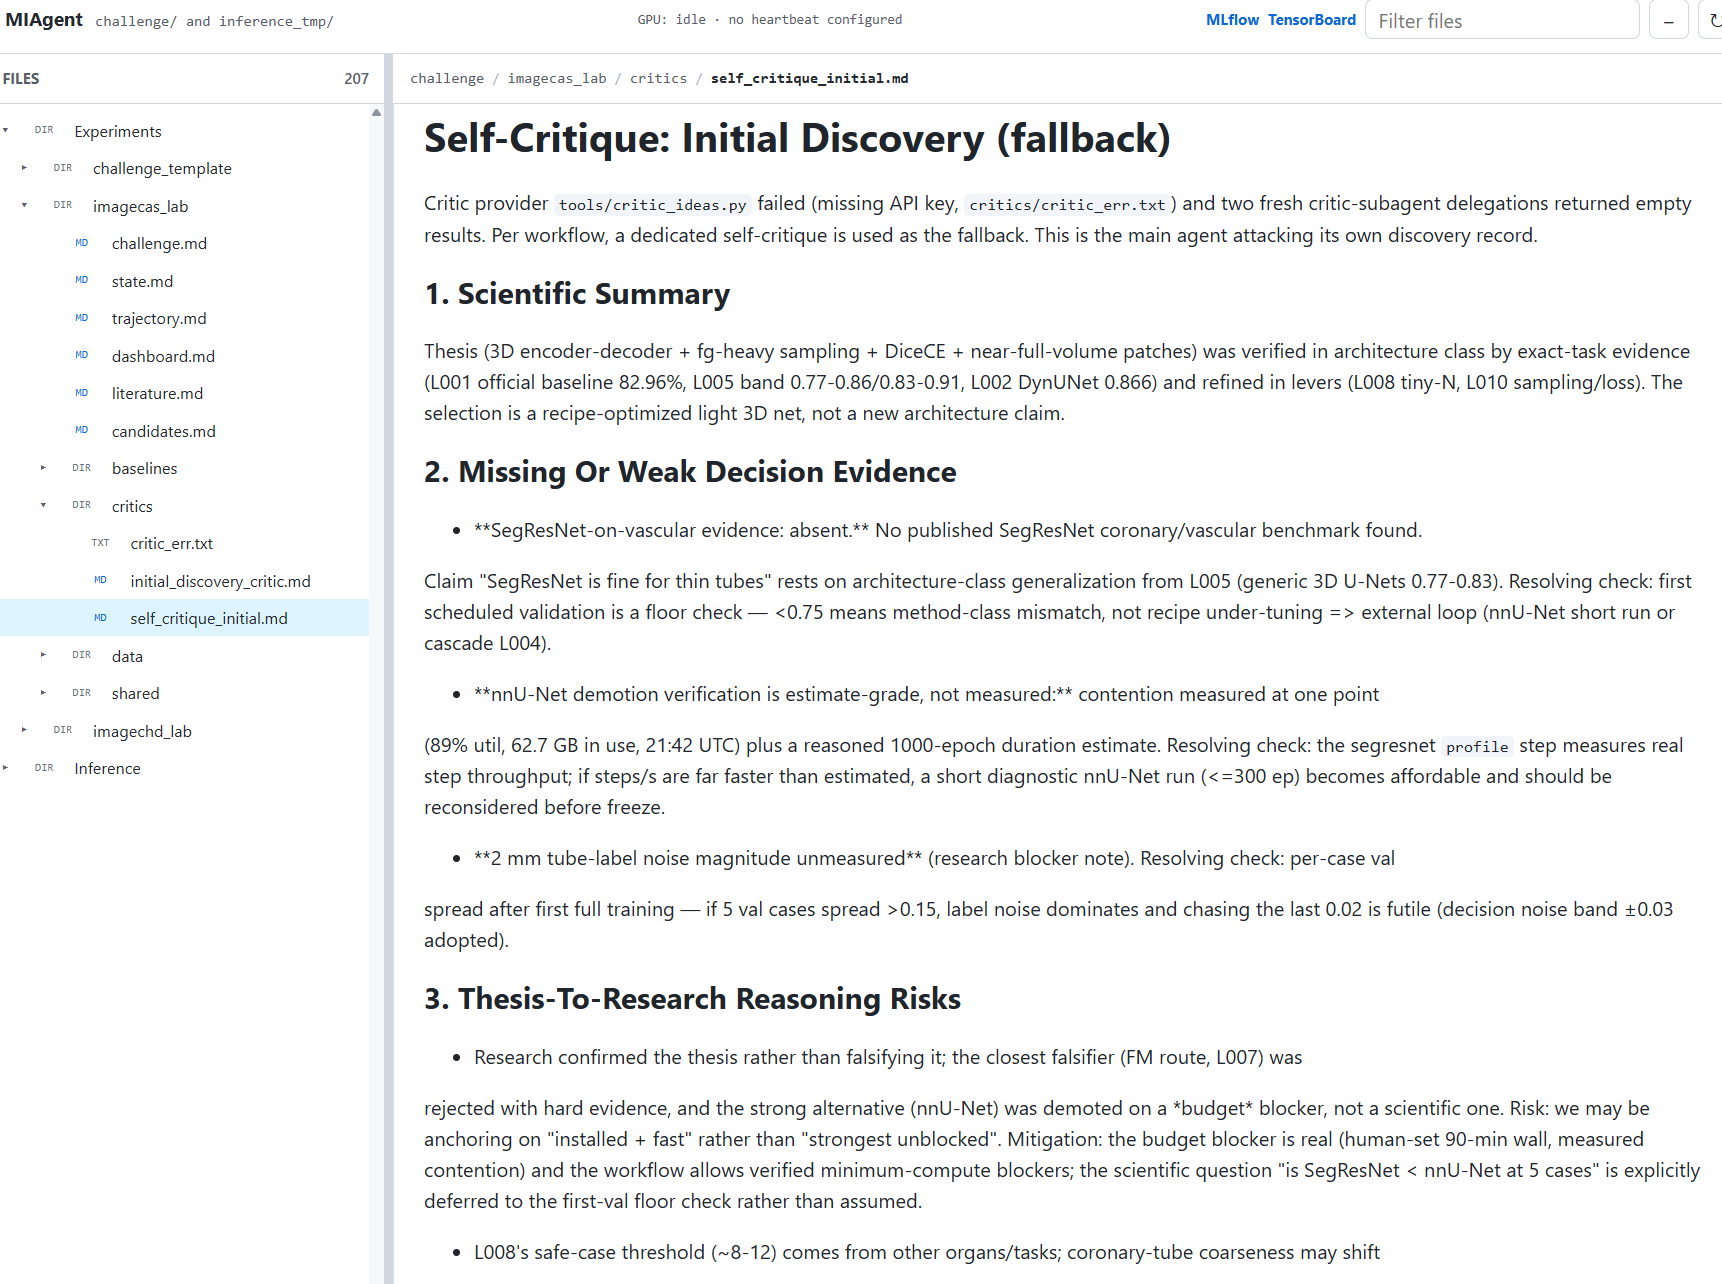 MIAgent challenge/ and inference_tmp/
GPU: idle · no heartbeat configured
MLflow TensorBoard Filter files –
FILES 207
DIR Experiments
DIR challenge_template
DIR imagecas_lab
MD challenge.md
MD state.md
MD trajectory.md
MD dashboard.md
MD literature.md
MD candidates.md
DIR baselines
DIR critics
TXT critic_err.txt
MD initial_discovery_critic.md
MD self_critique_initial.md
DIR data
DIR shared
DIR imagechd_lab
DIR Inference
challenge / imagecas_lab / critics / self_critique_initial.md
Self-Critique: Initial Discovery (fallback)
Critic provider tools/critic_ideas.py failed (missing API key, critics/critic_err.txt) and two fresh critic-subagent delegations returned empty
results. Per workflow, a dedicated self-critique is used as the fallback. This is the main agent attacking its own discovery record.
1. Scientific Summary
Thesis (3D encoder-decoder + fg-heavy sampling + DiceCE + near-full-volume patches) was verified in architecture class by exact-task evidence
(L001 official baseline 82.96%, L005 band 0.77-0.86/0.83-0.91, L002 DynUNet 0.866) and refined in levers (L008 tiny-N, L010 sampling/loss). The
selection is a recipe-optimized light 3D net, not a new architecture claim.
2. Missing Or Weak Decision Evidence
• **SegResNet-on-vascular evidence: absent.** No published SegResNet coronary/vascular benchmark found.
Claim "SegResNet is fine for thin tubes" rests on architecture-class generalization from L005 (generic 3D U-Nets 0.77-0.83). Resolving check: first
scheduled validation is a floor check — <0.75 means method-class mismatch, not recipe under-tuning => external loop (nnU-Net short run or
cascade L004).
• **nnU-Net demotion verification is estimate-grade, not measured:** contention measured at one point
(89% util, 62.7 GB in use, 21:42 UTC) plus a reasoned 1000-epoch duration estimate. Resolving check: the segresnet profile step measures real
step throughput; if steps/s are far faster than estimated, a short diagnostic nnU-Net run (<=300 ep) becomes affordable and should be
reconsidered before freeze.
• **2 mm tube-label noise magnitude unmeasured** (research blocker note). Resolving check: per-case val
spread after first full training — if 5 val cases spread >0.15, label noise dominates and chasing the last 0.02 is futile (decision noise band ±0.03
adopted).
3. Thesis-To-Research Reasoning Risks
• Research confirmed the thesis rather than falsifying it; the closest falsifier (FM route, L007) was
rejected with hard evidence, and the strong alternative (nnU-Net) was demoted on a *budget* blocker, not a scientific one. Risk: we may be
anchoring on "installed + fast" rather than "strongest unblocked". Mitigation: the budget blocker is real (human-set 90-min wall, measured
contention) and the workflow allows verified minimum-compute blockers; the scientific question "is SegResNet < nnU-Net at 5 cases" is explicitly
deferred to the first-val floor check rather than assumed.
• L008's safe-case threshold (~8-12) comes from other organs/tasks; coronary-tube coarseness may shift